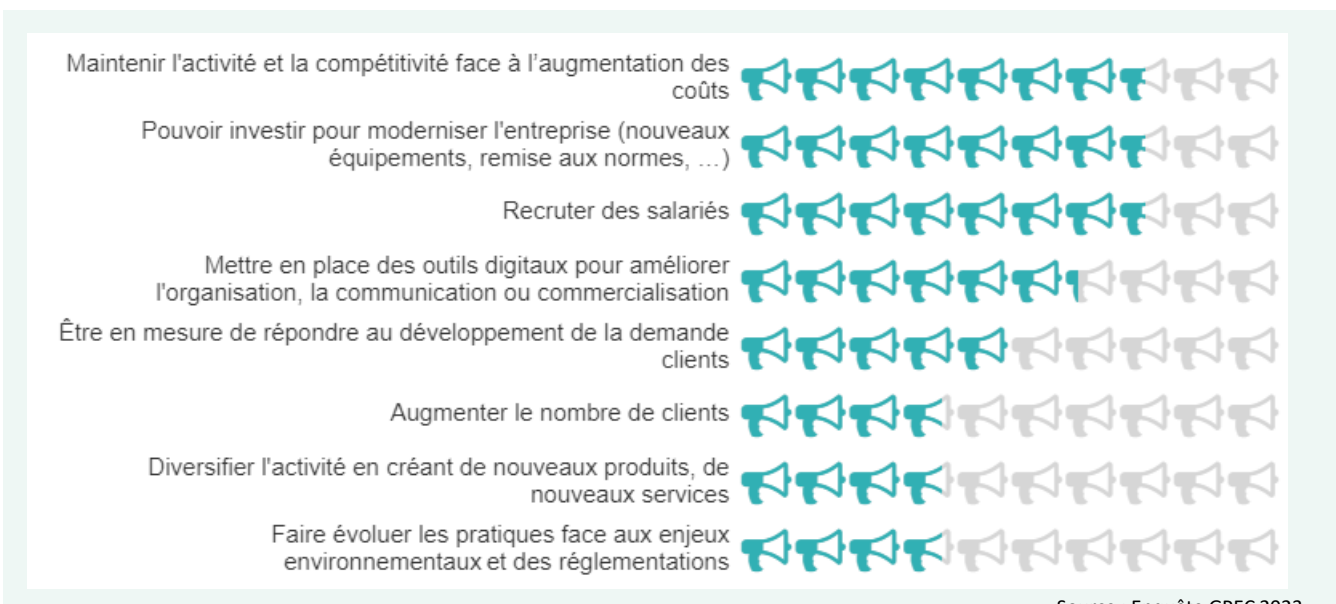 Maintenir l'activité et la compétitivité face à l’augmentation des
coûts
Pouvoir investir pour moderniser l'entreprise (nouveaux
équipements, remise aux normes, …)
Recruter des salariés
Mettre en place des outils digitaux pour améliorer
l'organisation, la communication ou commercialisation
Être en mesure de répondre au développement de la demande
clients
Augmenter le nombre de clients
Diversifier l'activité en créant de nouveaux produits, de
nouveaux services
Faire évoluer les pratiques face aux enjeux
environnementaux et des réglementations